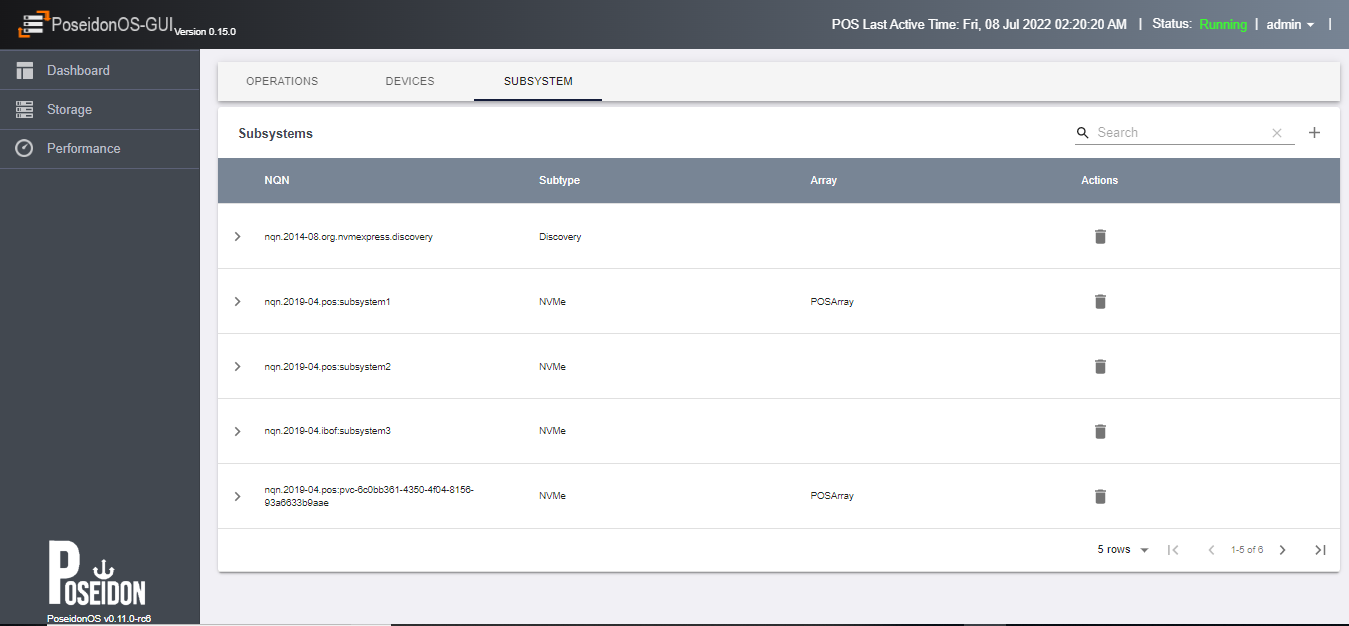 PoseidonOS-GUI Version 0.15.0
POS Last Active Time: Fri, 08 Jul 2022 02:20:20 AM | Status: Running | admin |
Dashboard
Storage
Performance
OPERATIONS DEVICES SUBSYSTEM
Subsystems
Search
NQN Subtype Array Actions
nqn.2014-08.org.nvmexpress.discovery Discovery
nqn.2019-04.pos:subsystem1 NVMe POSArray
nqn.2019-04.pos:subsystem2 NVMe
nqn.2019-04.ibof:subsystem3 NVMe
nqn.2019-04.pos:pvc-6c0bb361-4350-4f04-8156-
93a6633b9aae NVMe POSArray
5 rows 1-5 of 6
POSEIDON
PoseidonOS v0.11.0-rc6